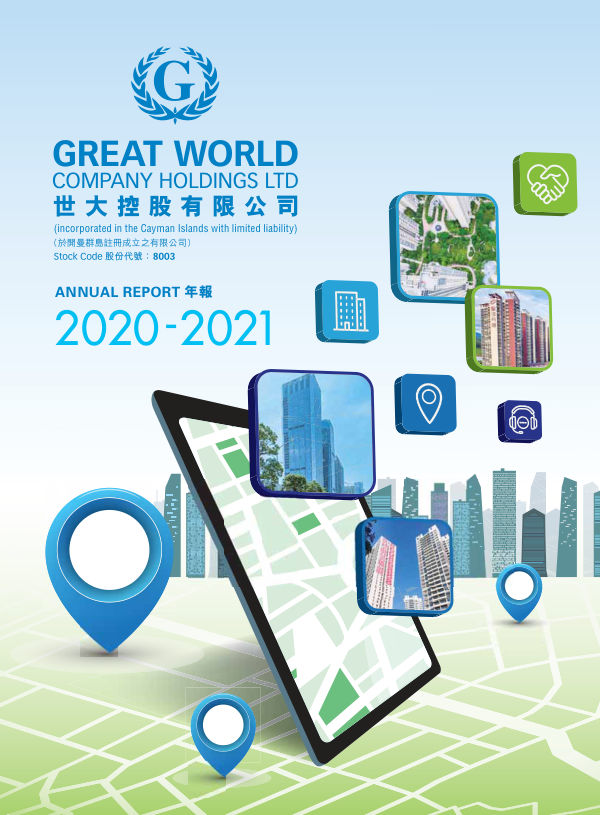 G
GREAT WORLD
COMPANY HOLDINGS LTD
世大控股有限公司
(incorporated in the Cayman Islands with limited liability)
(於開曼群島註冊成立之有限公司)
Stock Code 股份代號：8003
ANNUAL REPORT 年報
2020-2021